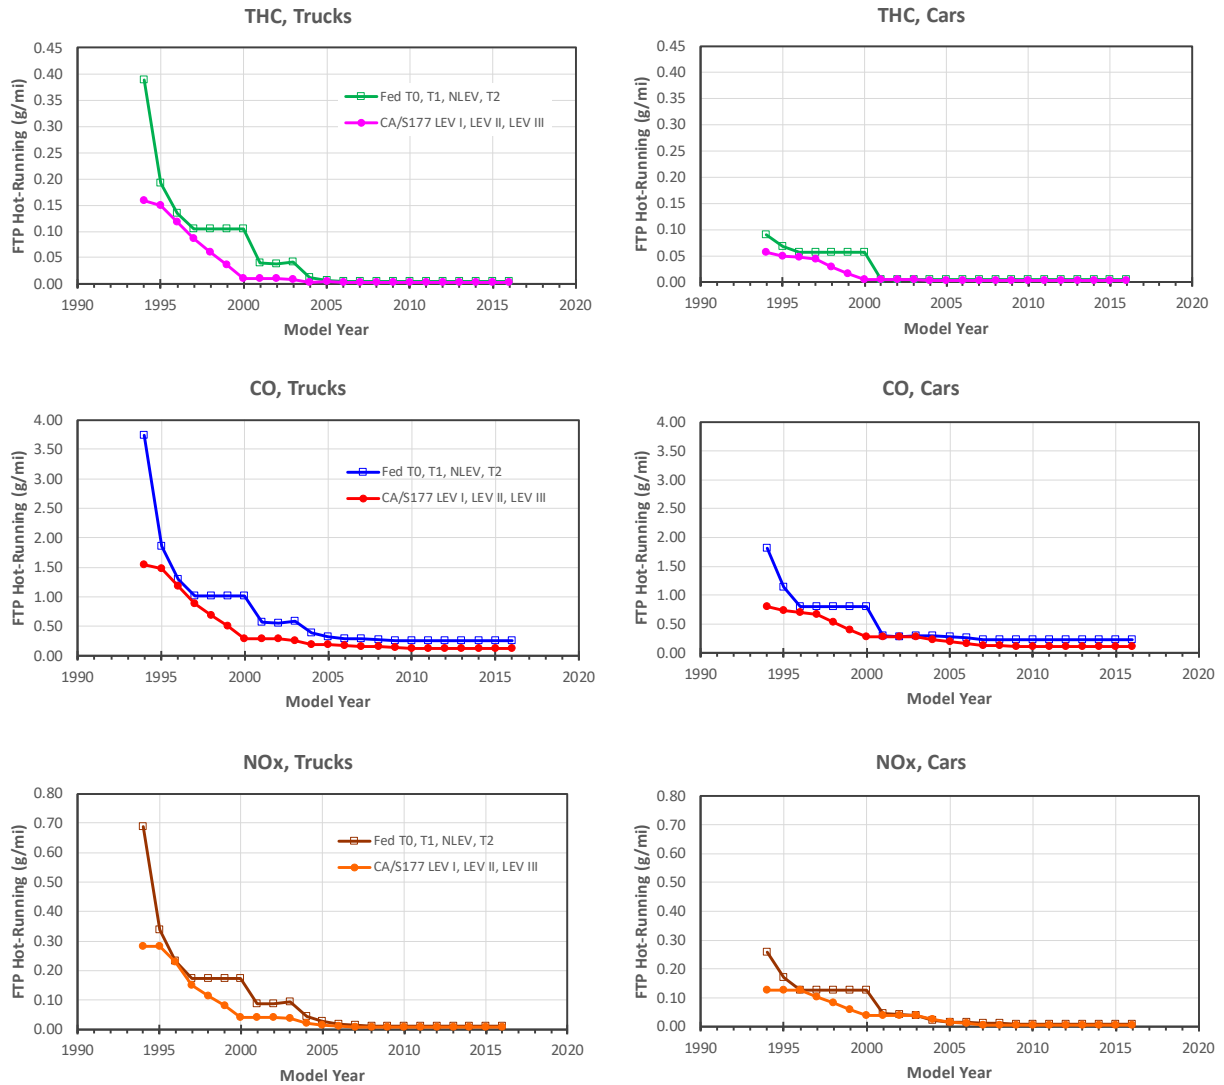 THC, Trucks
FTP Hot-Running (g/mi)
0.45
0.40
0.35
0.30
0.25
0.20
0.15
0.10
0.05
0.00
Fed T0, T1, NLEV, T2
CA/S177 LEV I, LEV II, LEV III
1990 1995 2000 2005 2010 2015 2020
Model Year
THC, Cars
FTP Hot-Running (g/mi)
0.45
0.40
0.35
0.30
0.25
0.20
0.15
0.10
0.05
0.00
1990 1995 2000 2005 2010 2015 2020
Model Year
CO, Trucks
FTP Hot-Running (g/mi)
4.00
3.50
3.00
2.50
2.00
1.50
1.00
0.50
0.00
Fed T0, T1, NLEV, T2
CA/S177 LEV I, LEV II, LEV III
1990 1995 2000 2005 2010 2015 2020
Model Year
CO, Cars
FTP Hot-Running (g/mi)
4.00
3.50
3.00
2.50
2.00
1.50
1.00
0.50
0.00
1990 1995 2000 2005 2010 2015 2020
Model Year
NOx, Trucks
FTP Hot-Running (g/mi)
0.80
0.70
0.60
0.50
0.40
0.30
0.20
0.10
0.00
Fed T0, T1, NLEV, T2
CA/S177 LEV I, LEV II, LEV III
1990 1995 2000 2005 2010 2015 2020
Model Year
NOx, Cars
FTP Hot-Running (g/mi)
0.80
0.70
0.60
0.50
0.40
0.30
0.20
0.10
0.00
1990 1995 2000 2005 2010 2015 2020
Model Year